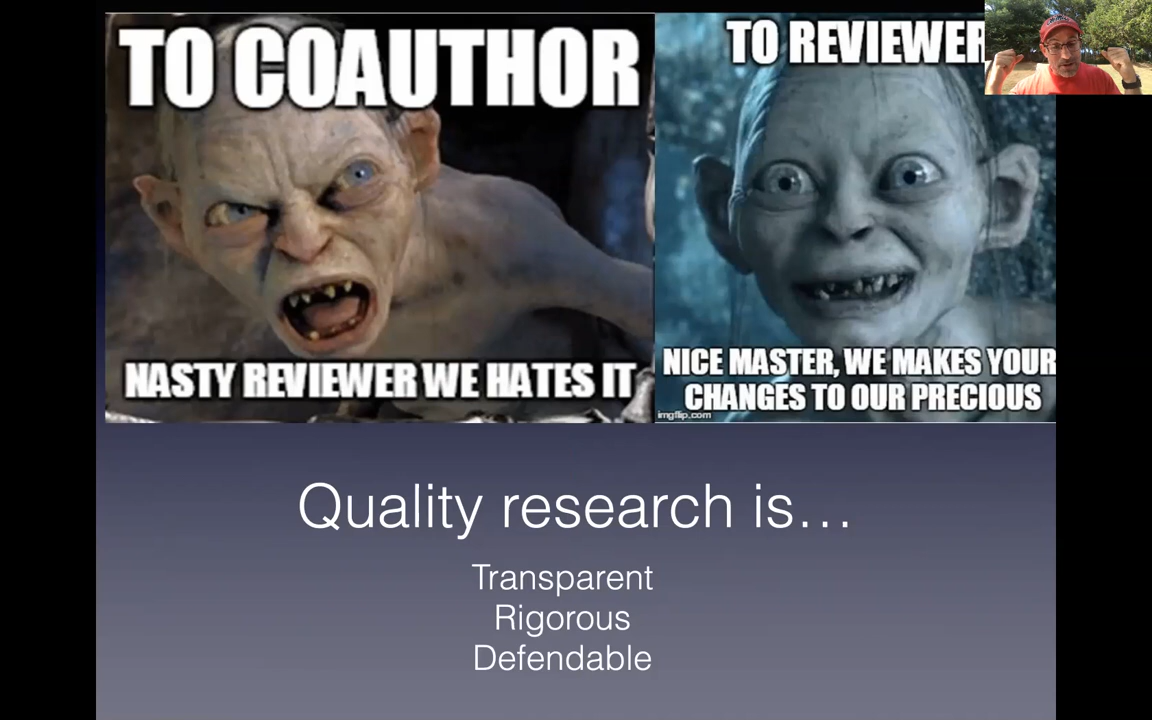 TO COAUTHOR
NASTY REVIEWER WE HATES IT
TO REVIEWER
NICE MASTER, WE MAKES YOUR
CHANGES TO OUR PRECIOUS
imgflip.com
Quality research is...
Transparent
Rigorous
Defendable